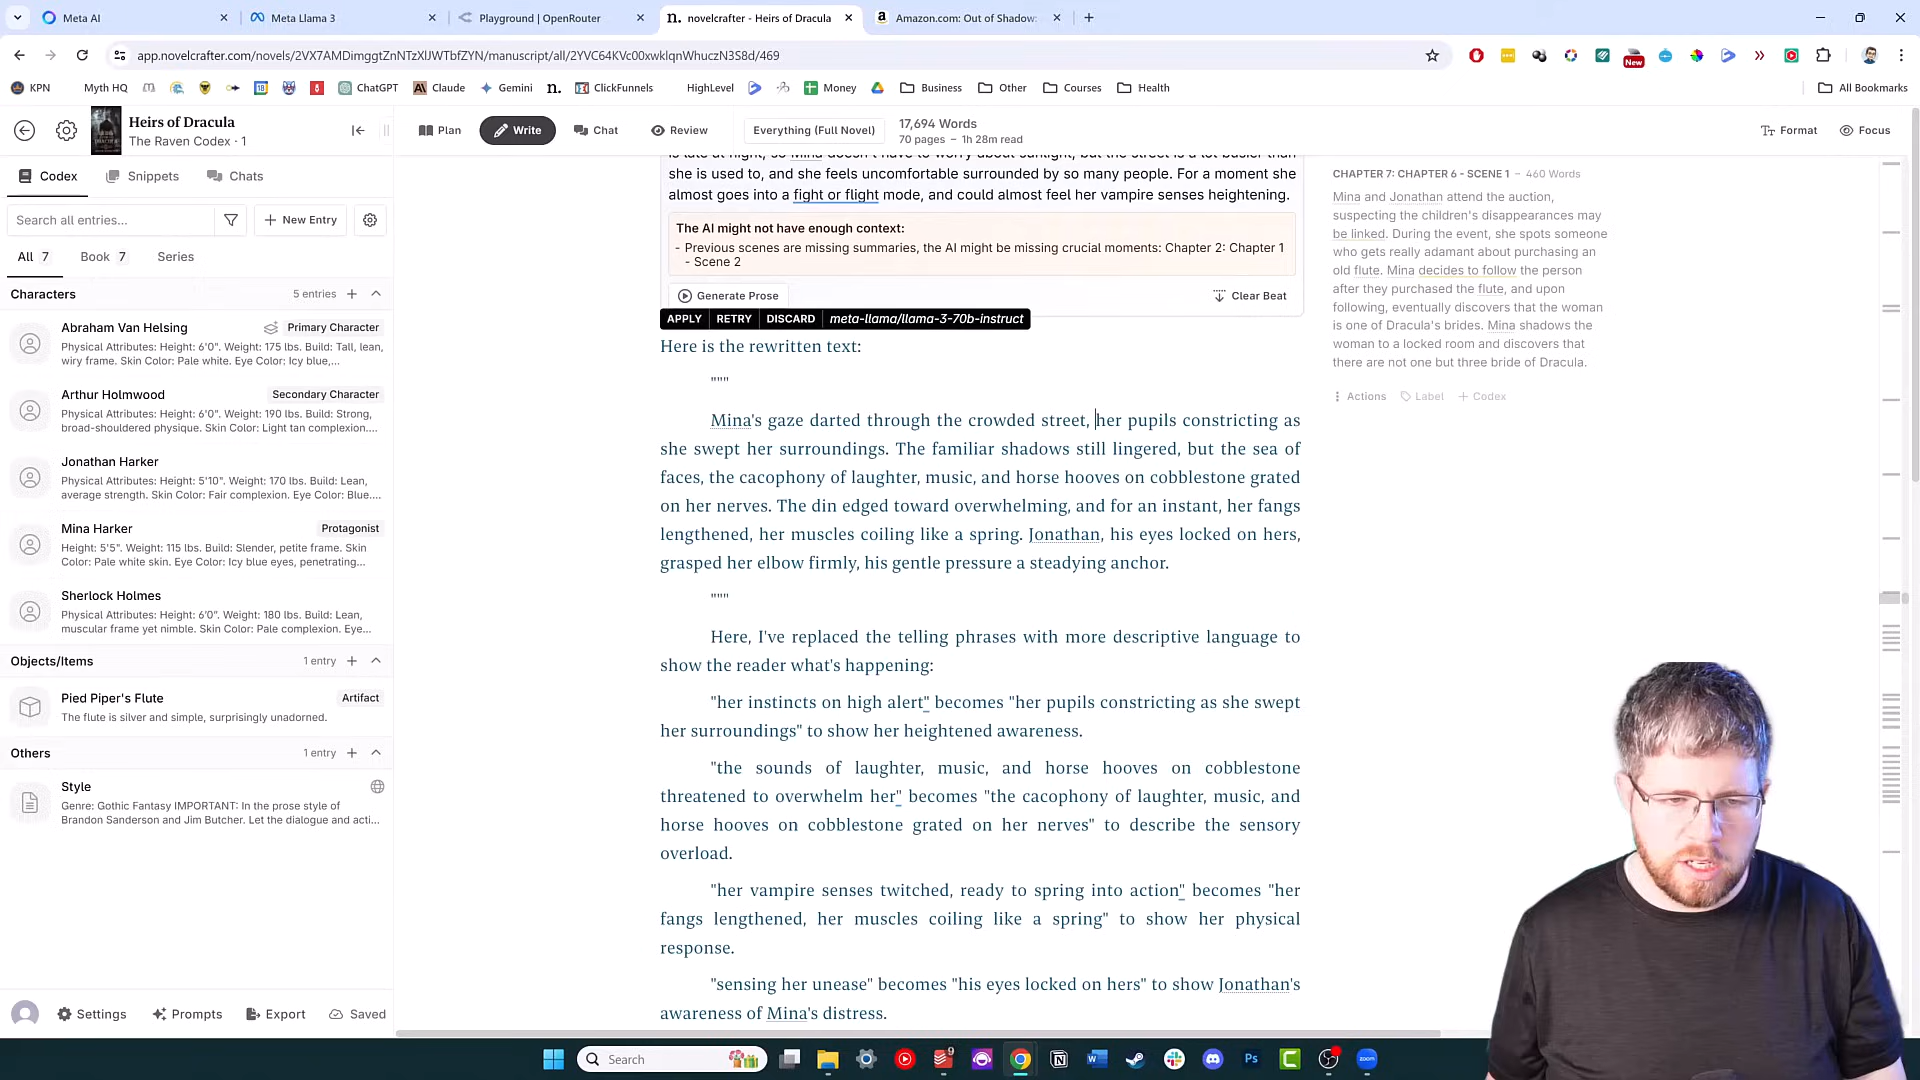 Meta AI
Meta Llama 3
Playground | OpenRouter
novelcrafter - Heirs of Dracula
Amazon.com: Out of Shadow:
app.novelcrafter.com/novels/2VX7AMDimggtZnNTzXlJWTbfZYN/manuscript/all/2YVC64KVc00xwklqnWhuczN3S8d/469
New
KPN
Myth HQ
18
ChatGPT
Claude
Gemini
n.
ClickFunnels
HighLevel
Money
Business
Other
Courses
Health
All Bookmarks
Heirs of Dracula
The Raven Codex · 1
Plan
Write
Chat
Review
Everything (Full Novel)
17,694 Words
70 pages – 1h 28m read
Format
Focus
Codex
Snippets
Chats
Search all entries...
New Entry
All 7
Book 7
Series
Characters
5 entries
Abraham Van Helsing
Primary Character
Physical Attributes: Height: 6'0". Weight: 175 lbs. Build: Tall, lean,
wiry frame. Skin Color: Pale white. Eye Color: Icy blue,...
Arthur Holmwood
Secondary Character
Physical Attributes: Height: 6'0". Weight: 190 lbs. Build: Strong,
broad-shouldered physique. Skin Color: Light tan complexion....
Jonathan Harker
Physical Attributes: Height: 5'10". Weight: 170 lbs. Build: Lean,
average strength. Skin Color: Fair complexion. Eye Color: Blue....
Mina Harker
Protagonist
Height: 5'5". Weight: 115 lbs. Build: Slender, petite frame. Skin
Color: Pale white skin. Eye Color: Icy blue eyes, penetrating...
Sherlock Holmes
Physical Attributes: Height: 6'0". Weight: 180 lbs. Build: Lean,
muscular frame yet nimble. Skin Color: Pale complexion. Eye...
Objects/Items
1 entry
Pied Piper's Flute
Artifact
The flute is silver and simple, surprisingly unadorned.
Others
1 entry
Style
Genre: Gothic Fantasy IMPORTANT: In the prose style of
Brandon Sanderson and Jim Butcher. Let the dialogue and acti...
Settings
Prompts
Export
Saved
is late at night, so Mina doesn't have to worry about sunlight, but the street is a lot busier than
she is used to, and she feels uncomfortable surrounded by so many people. For a moment she
almost goes into a fight or flight mode, and could almost feel her vampire senses heightening.
The AI might not have enough context:
- Previous scenes are missing summaries, the AI might be missing crucial moments: Chapter 2: Chapter 1
- Scene 2
Generate Prose
Clear Beat
APPLY
RETRY
DISCARD
meta-llama/llama-3-70b-instruct
Here is the rewritten text:
"""
Mina's gaze darted through the crowded street, her pupils constricting as
she swept her surroundings. The familiar shadows still lingered, but the sea of
faces, the cacophony of laughter, music, and horse hooves on cobblestone grated
on her nerves. The din edged toward overwhelming, and for an instant, her fangs
lengthened, her muscles coiling like a spring. Jonathan, his eyes locked on hers,
grasped her elbow firmly, his gentle pressure a steadying anchor.
"""
Here, I've replaced the telling phrases with more descriptive language to
show the reader what's happening:
"her instincts on high alert" becomes "her pupils constricting as she swept
her surroundings" to show her heightened awareness.
"the sounds of laughter, music, and horse hooves on cobblestone
threatened to overwhelm her" becomes "the cacophony of laughter, music, and
horse hooves on cobblestone grated on her nerves" to describe the sensory
overload.
"her vampire senses twitched, ready to spring into action" becomes "her
fangs lengthened, her muscles coiling like a spring" to show her physical
response.
"sensing her unease" becomes "his eyes locked on hers" to show Jonathan's
awareness of Mina's distress.
CHAPTER 7: CHAPTER 6 - SCENE 1 – 460 Words
Mina and Jonathan attend the auction,
suspecting the children's disappearances may
be linked. During the event, she spots someone
who gets really adamant about purchasing an
old flute. Mina decides to follow the person
after they purchased the flute, and upon
following, eventually discovers that the woman
is one of Dracula's brides. Mina shadows the
woman to a locked room and discovers that
there are not one but three bride of Dracula.
Actions
Label
Codex
Search
9
Ps
zoom